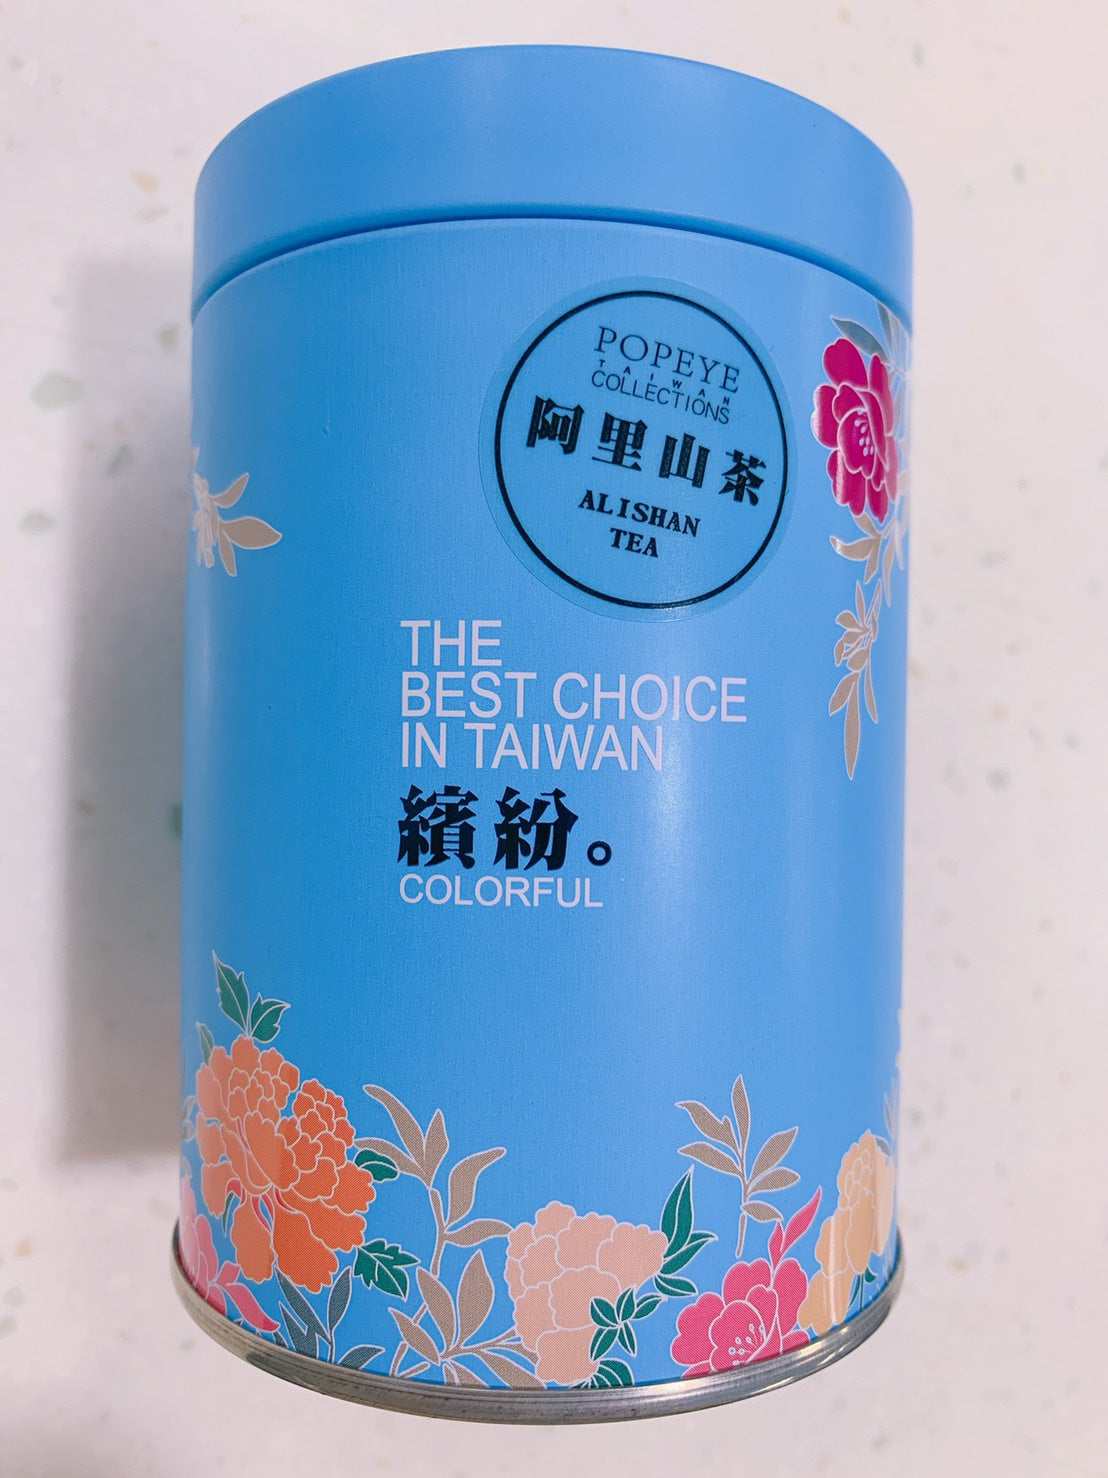 POPEYE
TAIWAN
COLLECTIONS
阿里山茶
ALISHAN
TEA
THE
BEST CHOICE
IN TAIWAN
繽紛。
COLORFUL